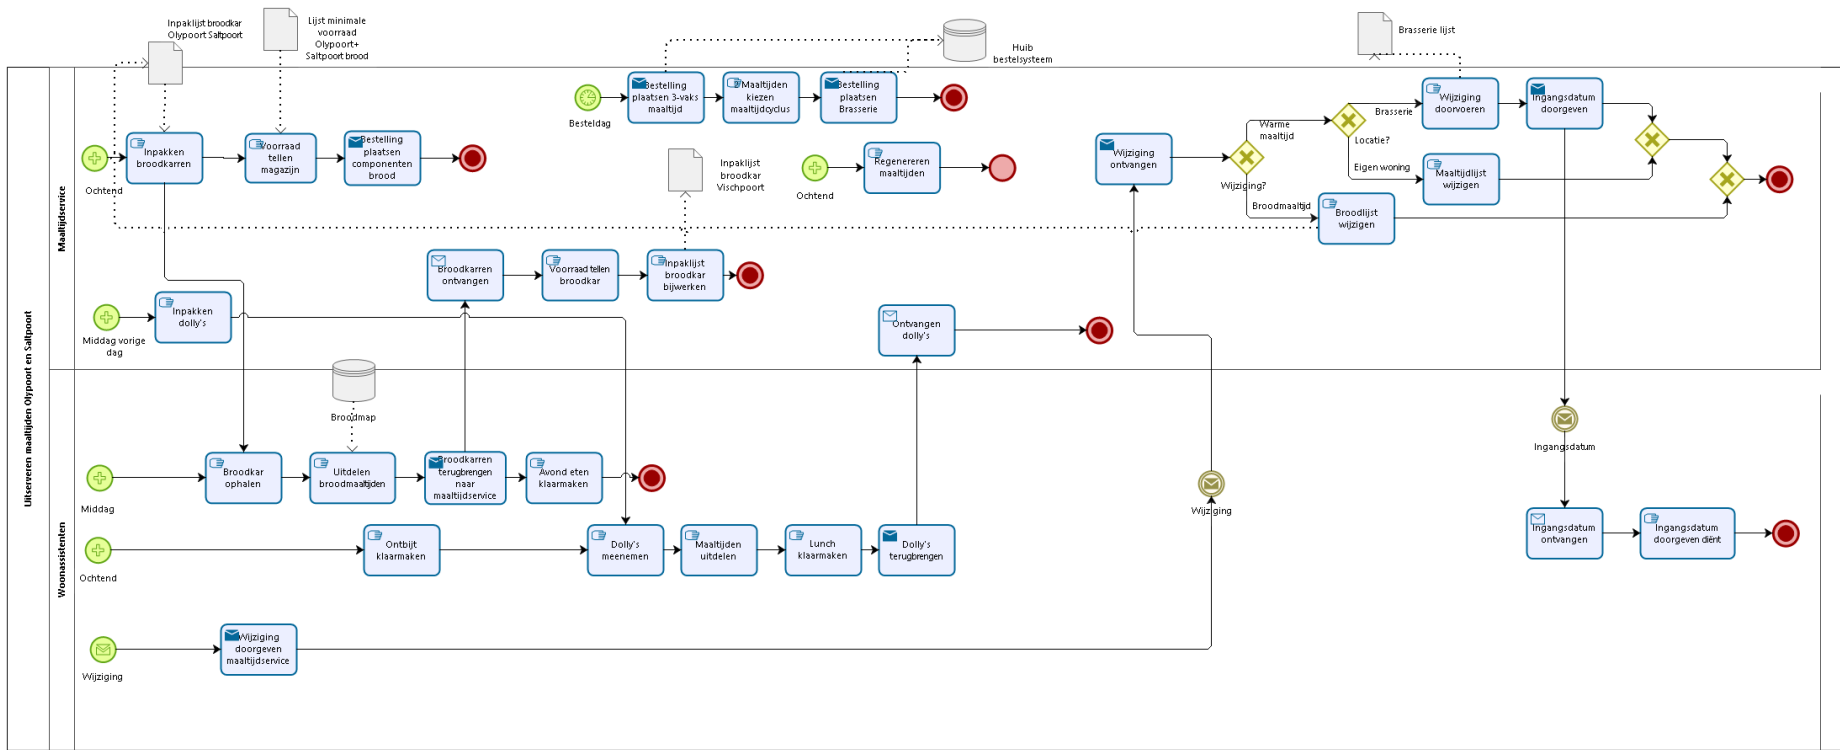 Inpaklijst broodkar
Olypoort Saltpoort
Lijst minimale
voorraad
Olypoort+
Saltpoort brood
Huib
bestelsysteem
Brasserie lijst
Uitserveren maaltijden Olypoort en Saltpoort
Maaltijdservice
Ochtend
Inpakken
broodkarren
Voorraad
tellen
magazijn
Bestelling
plaatsen
componenten
brood
Besteldag
Bestelling
plaatsen 3-vaks
maaltijd
Maaltijden
kiezen
maaltijdcyclus
Bestelling
plaatsen
Brasserie
Inpaklijst
broodkar
Vischpoort
Ochtend
Regenereren
maaltijden
Wijziging
ontvangen
Wijziging?
Warme
maaltijd
Broodmaaltijd
Locatie?
Brasserie
Eigen woning
Wijziging
doorvoeren
Ingangsdatum
doorgeven
Maaltijdlijst
wijzigen
Broodlijst
wijzigen
Broodkarren
ontvangen
Voorraad tellen
broodkar
Inpaklijst
broodkar
bijwerken
Middag vorige
dag
Inpakken
dolly's
Ontvangen
dolly's
Woonassistenten
Broodmap
Middag
Broodkar
ophalen
Uitdelen
broodmaaltijden
Broodkarren
terugbrengen
naar
maaltijdservice
Avond eten
klaarmaken
Ochtend
Ontbijt
klaarmaken
Dolly's
meenemen
Maaltijden
uitdelen
Lunch
klaarmaken
Dolly's
terugbrengen
Wijziging
Ingangsdatum
Ingangsdatum
ontvangen
Ingangsdatum
doorgeven cliënt
Wijziging
Wijziging
doorgeven
maaltijdservice